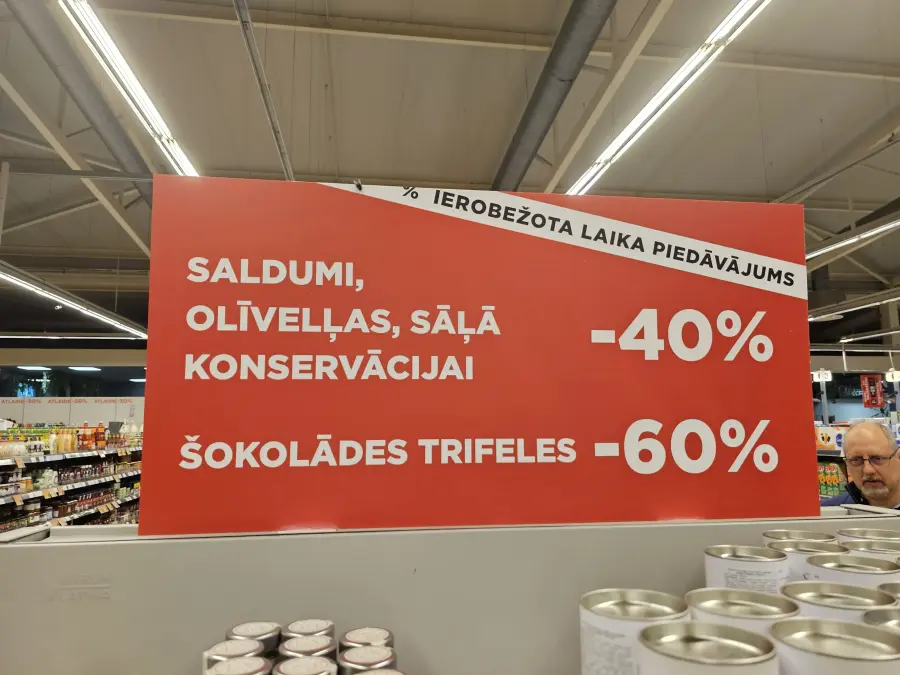 % IEROBEŽOTA LAIKA PIEDĀVĀJUMS
SALDUMI,
OLĪVEĻĻAS, SĀĻĀ
KONSERVĀCIJAI
-40%
ŠOKOLĀDES TRIFELES -60%